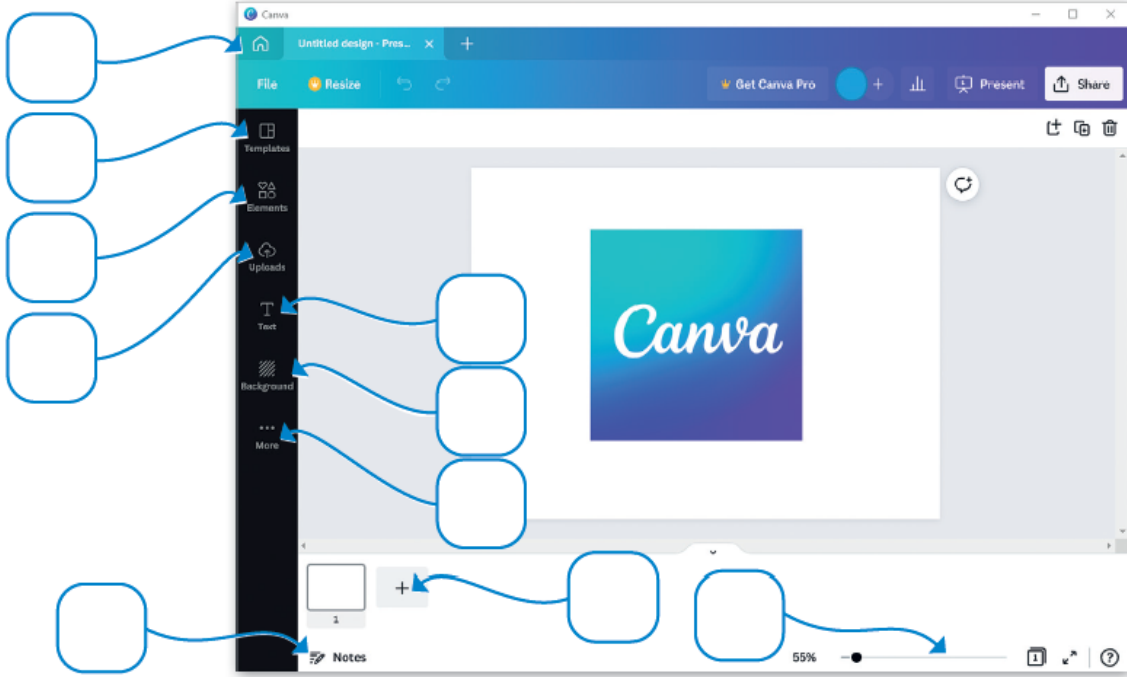 Canva
Untitled design - Pres...
File Resize Get Canva Pro Present Share
Templates
Elements
Uploads
Text
Background
More
Canva
1
Notes 55% 1